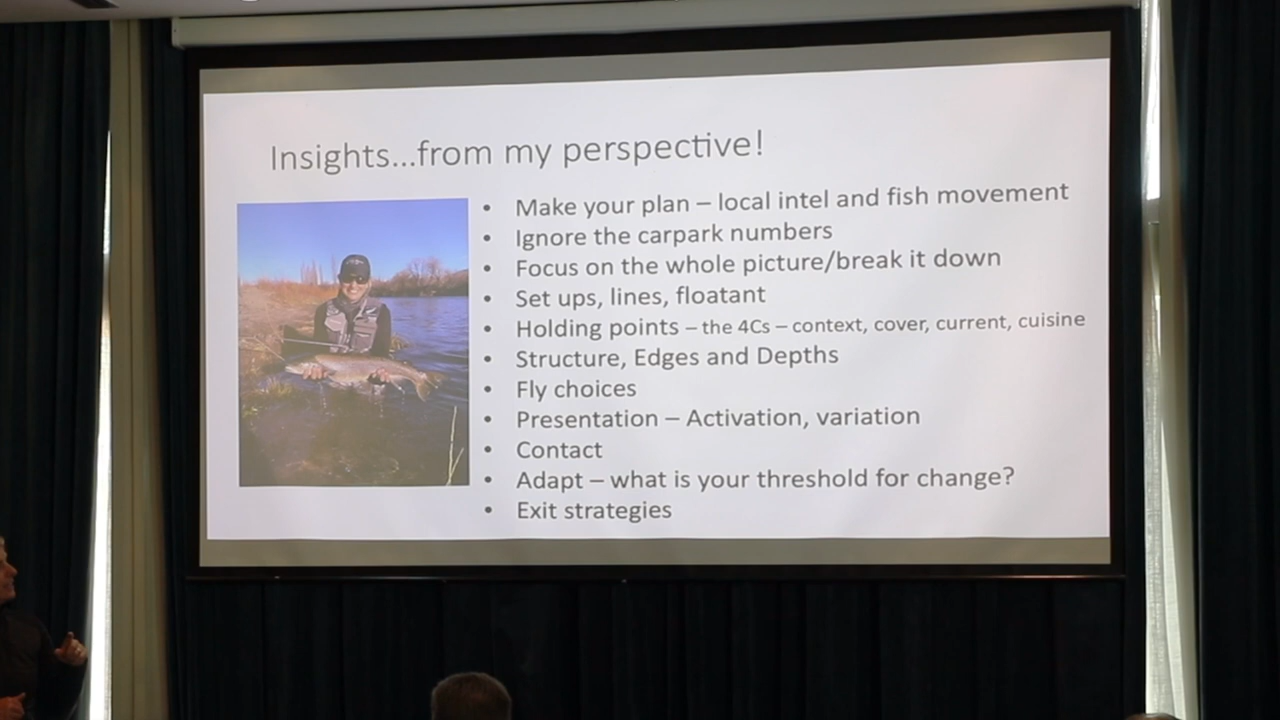 Insights...from my perspective!
• Make your plan – local intel and fish movement
• Ignore the carpark numbers
• Focus on the whole picture/break it down
• Set ups, lines, floatant
• Holding points – the 4Cs – context, cover, current, cuisine
• Structure, Edges and Depths
• Fly choices
• Presentation – Activation, variation
• Contact
• Adapt – what is your threshold for change?
• Exit strategies